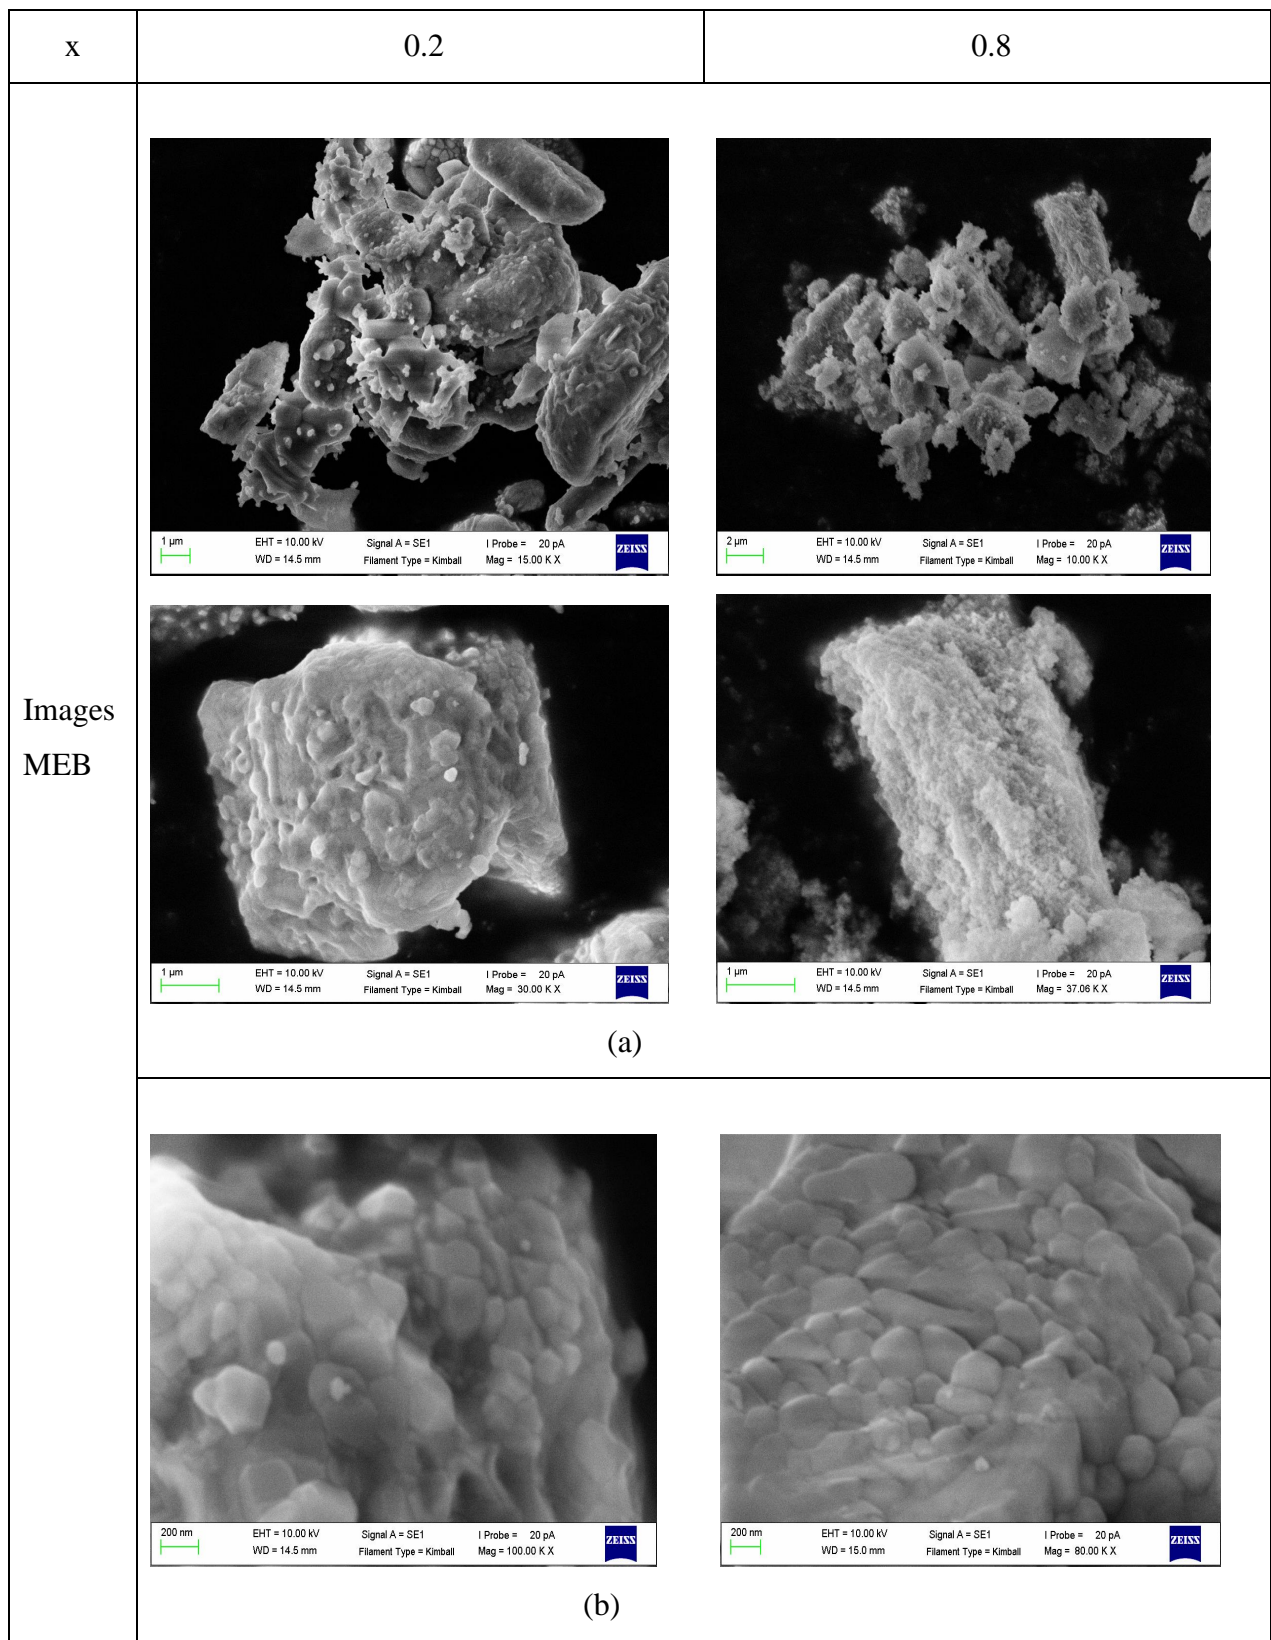 x 0.2 0.8
1 µm EHT = 10.00 kV Signal A = SE1 I Probe = 20 pA ZEISS
WD = 14.5 mm Filament Type = Kimball Mag = 15.00 K X
2 µm EHT = 10.00 kV Signal A = SE1 I Probe = 20 pA ZEISS
WD = 14.5 mm Filament Type = Kimball Mag = 10.00 K X
Images
MEB
1 µm EHT = 10.00 kV Signal A = SE1 I Probe = 20 pA ZEISS
WD = 14.5 mm Filament Type = Kimball Mag = 30.00 K X
1 µm EHT = 10.00 kV Signal A = SE1 I Probe = 20 pA ZEISS
WD = 14.5 mm Filament Type = Kimball Mag = 37.06 K X
(a)
200 nm EHT = 10.00 kV Signal A = SE1 I Probe = 20 pA ZEISS
WD = 14.5 mm Filament Type = Kimball Mag = 100.00 K X
200 nm EHT = 10.00 kV Signal A = SE1 I Probe = 20 pA ZEISS
WD = 15.0 mm Filament Type = Kimball Mag = 80.00 K X
(b)